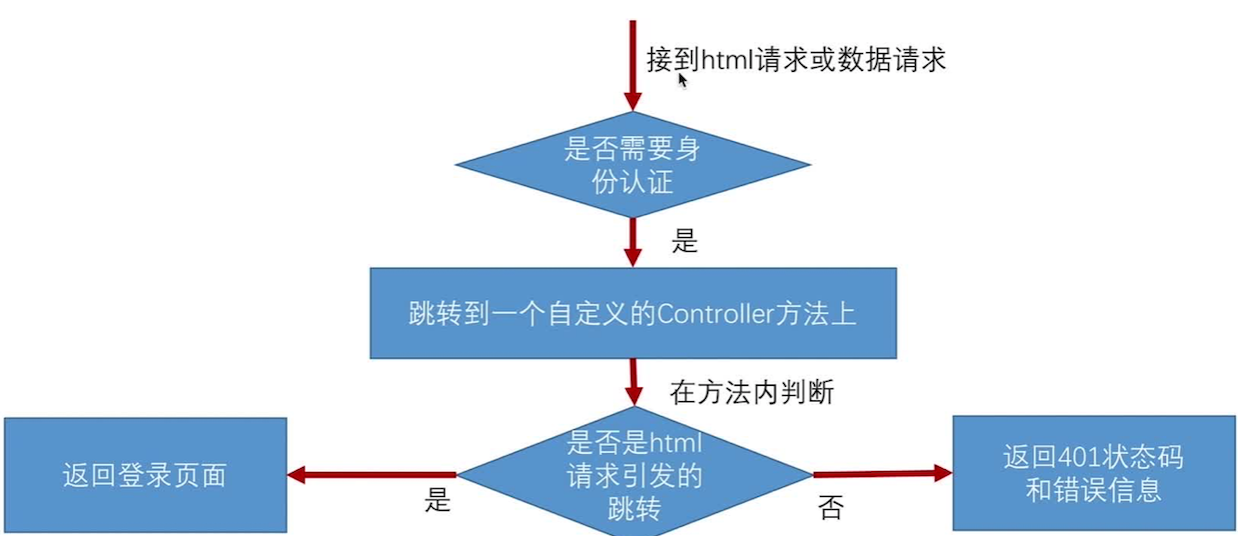 接到html请求或数据请求
是否需要身
份认证
是
跳转到一个自定义的Controller方法上
在方法内判断
是否是html
请求引发的
跳转
返回登录页面
是
返回401状态码
和错误信息
否